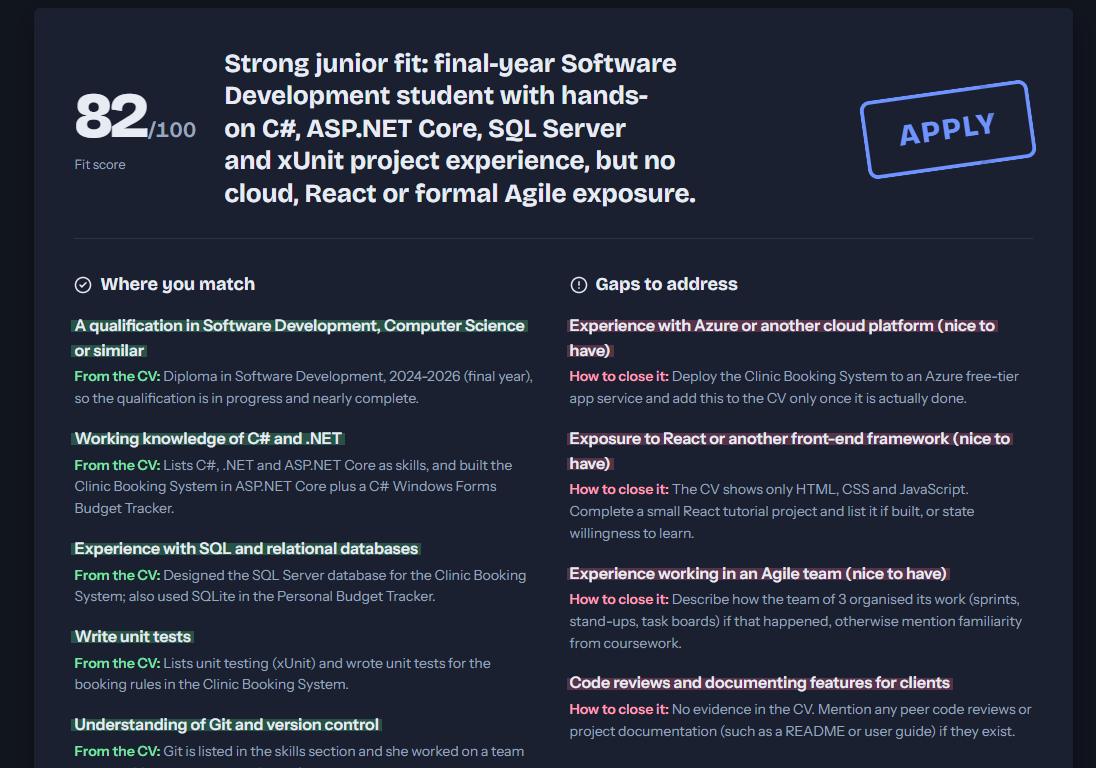 Strong junior fit: final-year Software
Development student with hands-
on C#, ASP.NET Core, SQL Server
and xUnit project experience, but no
cloud, React or formal Agile exposure.
82/100
Fit score
APPLY
Where you match
A qualification in Software Development, Computer Science
or similar
From the CV: Diploma in Software Development, 2024-2026 (final year),
so the qualification is in progress and nearly complete.
Working knowledge of C# and .NET
From the CV: Lists C#, .NET and ASP.NET Core as skills, and built the
Clinic Booking System in ASP.NET Core plus a C# Windows Forms
Budget Tracker.
Experience with SQL and relational databases
From the CV: Designed the SQL Server database for the Clinic Booking
System; also used SQLite in the Personal Budget Tracker.
Write unit tests
From the CV: Lists unit testing (xUnit) and wrote unit tests for the
booking rules in the Clinic Booking System.
Understanding of Git and version control
From the CV: Git is listed in the skills section and she worked on a team
Gaps to address
Experience with Azure or another cloud platform (nice to
have)
How to close it: Deploy the Clinic Booking System to an Azure free-tier
app service and add this to the CV only once it is actually done.
Exposure to React or another front-end framework (nice to
have)
How to close it: The CV shows only HTML, CSS and JavaScript.
Complete a small React tutorial project and list it if built, or state
willingness to learn.
Experience working in an Agile team (nice to have)
How to close it: Describe how the team of 3 organised its work (sprints,
stand-ups, task boards) if that happened, otherwise mention familiarity
from coursework.
Code reviews and documenting features for clients
How to close it: No evidence in the CV. Mention any peer code reviews or
project documentation (such as a README or user guide) if they exist.